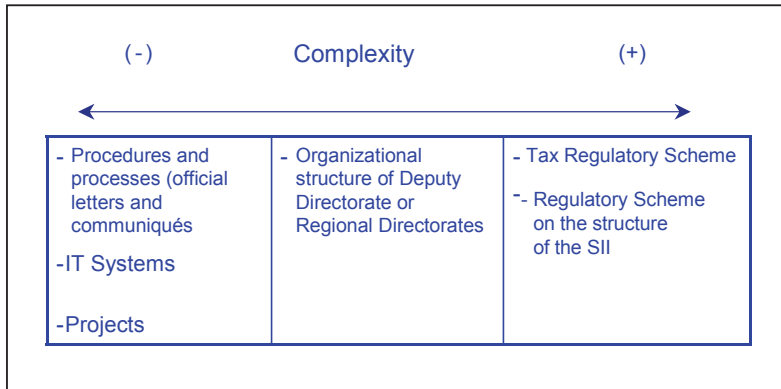 (-) Complexity (+)
- Procedures and
processes (official
letters and
communiqués
-IT Systems
-Projects
- Organizational
structure of Deputy
Directorate or
Regional Directorates
- Tax Regulatory Scheme
-- Regulatory Scheme
on the structure
of the SII